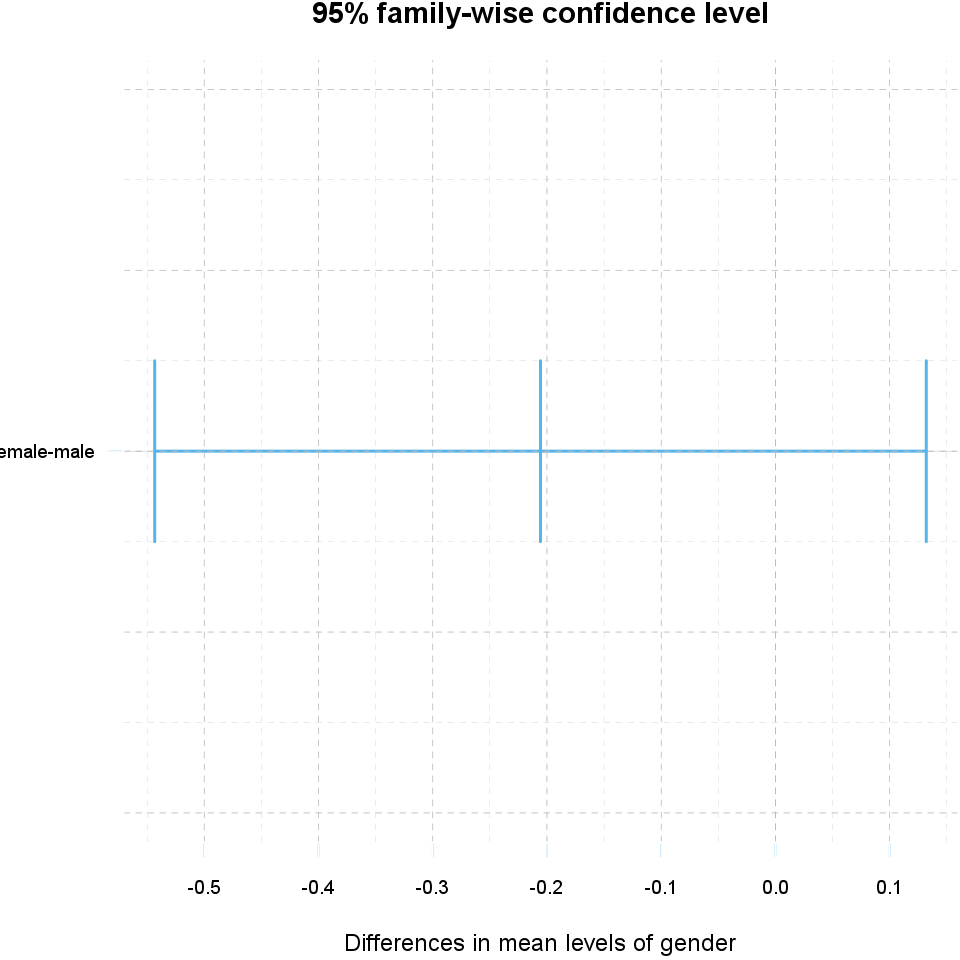 95% family-wise confidence level
emale-male
-0.5 -0.4 -0.3 -0.2 -0.1 0.0 0.1
Differences in mean levels of gender